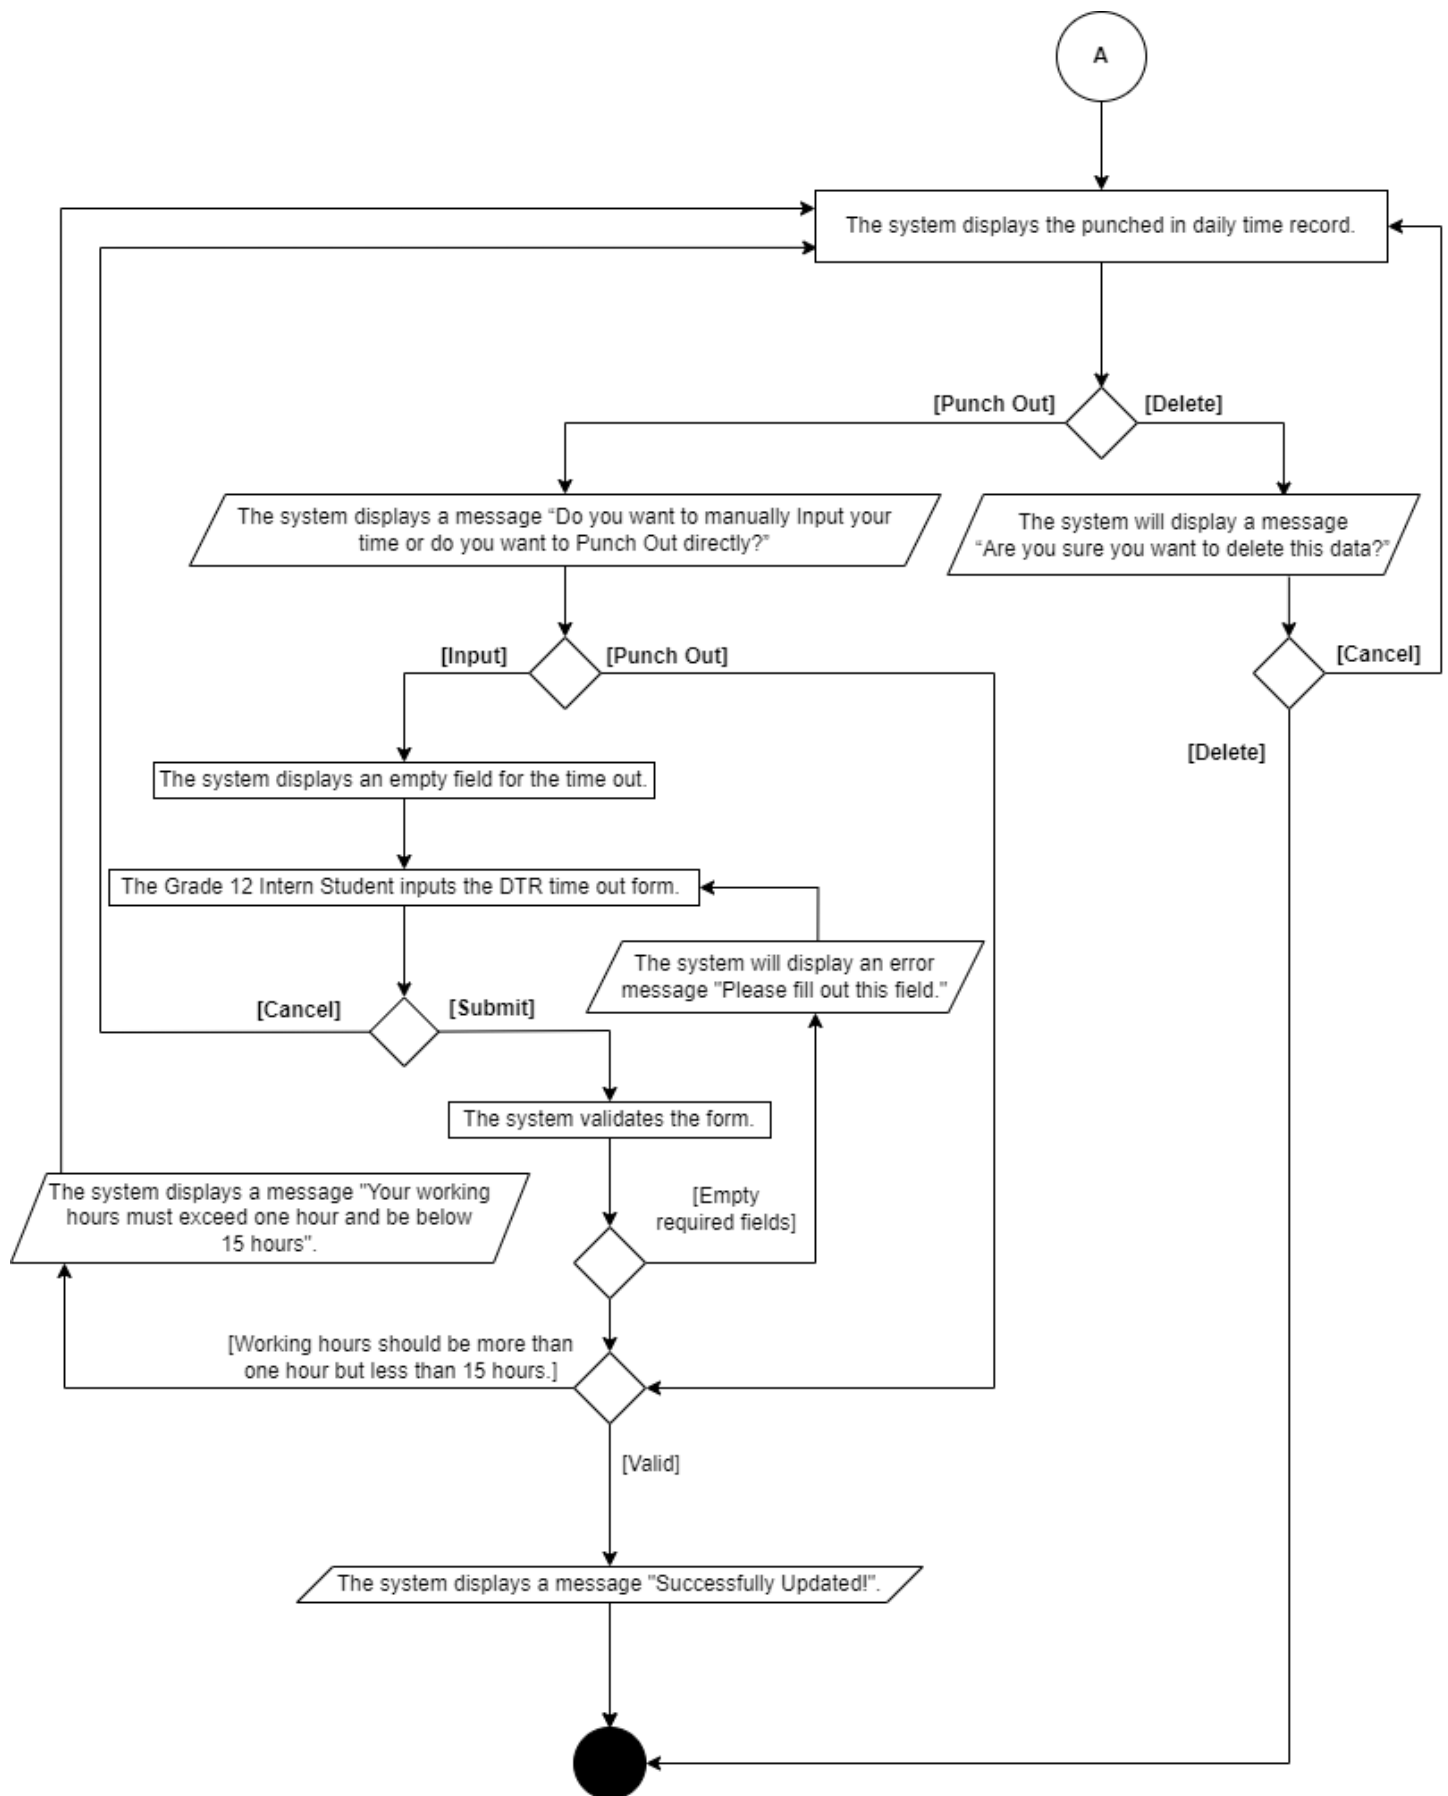 A
The system displays the punched in daily time record.
[Punch Out]
[Delete]
The system displays a message “Do you want to manually Input your
time or do you want to Punch Out directly?”
The system will display a message
“Are you sure you want to delete this data?”
[Input]
[Punch Out]
[Cancel]
[Delete]
The system displays an empty field for the time out.
The Grade 12 Intern Student inputs the DTR time out form.
The system will display an error
message "Please fill out this field."
[Cancel]
[Submit]
The system validates the form.
The system displays a message "Your working
hours must exceed one hour and be below
15 hours".
[Empty
required fields]
[Working hours should be more than
one hour but less than 15 hours.]
[Valid]
The system displays a message "Successfully Updated!".